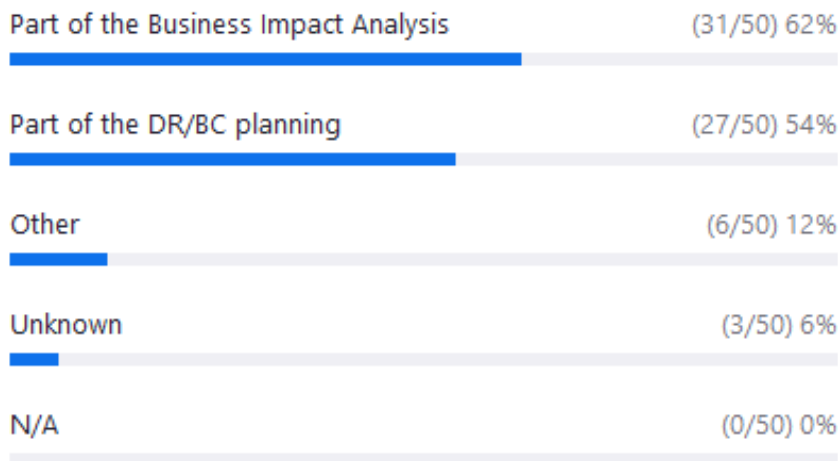 Part of the Business Impact Analysis (31/50) 62%
Part of the DR/BC planning (27/50) 54%
Other (6/50) 12%
Unknown (3/50) 6%
N/A (0/50) 0%